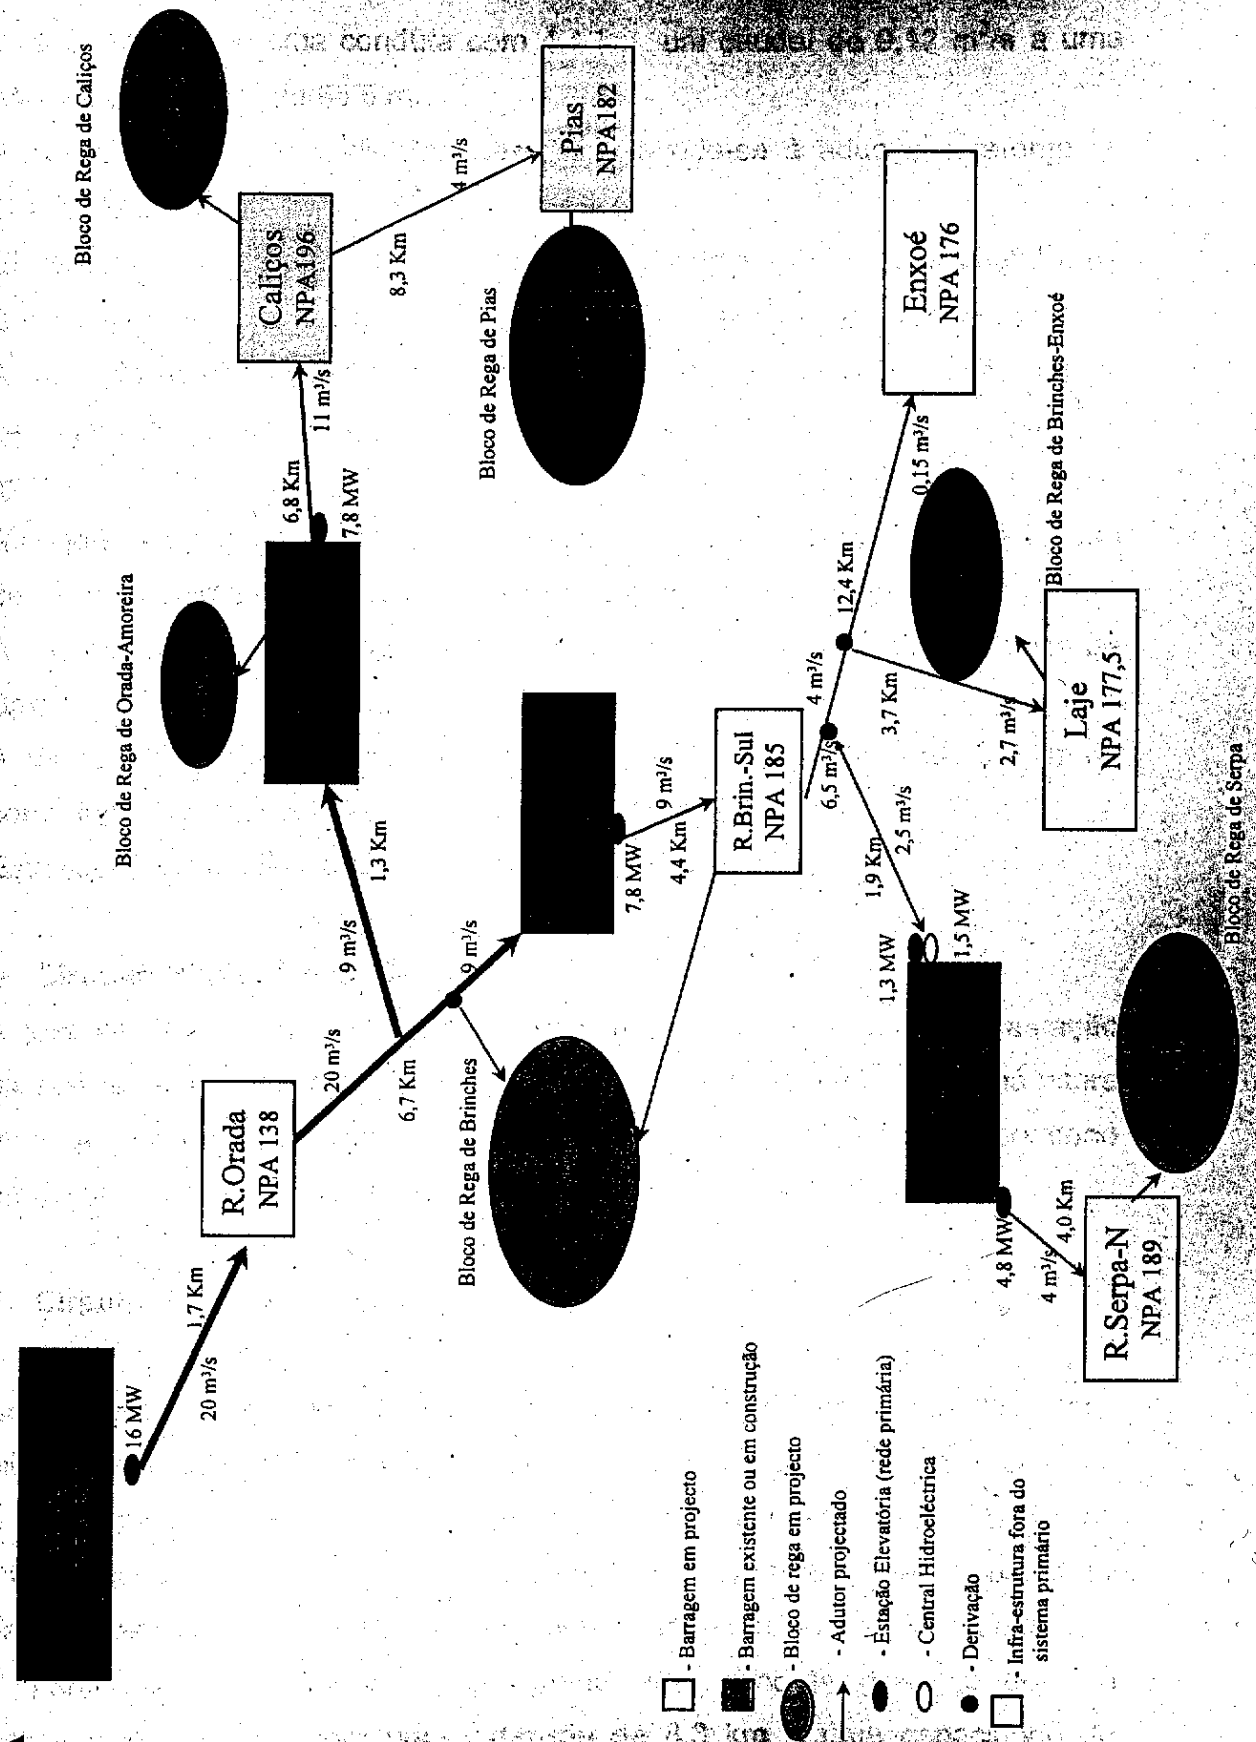 16 MW
20 m³/s
1,7 Km
R.Orada
NPA 138
20 m³/s
6,7 Km
9 m³/s
1,3 Km
9 m³/s
Bloco de Rega de Orada-Amoreira
7,8 MW
6,8 Km
11 m³/s
Caliços
NPA196
Bloco de Rega de Caliços
8,3 Km
4 m³/s
Pias
NPA182
Bloco de Rega de Pias
Bloco de Rega de Brinches
7,8 MW
4,4 Km
9 m³/s
R.Brin.-Sul
NPA 185
6,5 m³/s
4 m³/s
12,4 Km
0,15 m³/s
Enxoé
NPA 176
3,7 Km
2,7 m³/s
Laje
NPA 177,5
Bloco de Rega de Brinches-Enxoé
1,9 Km
2,5 m³/s
1,3 MW
1,5 MW
4,8 MW
4 m³/s
4,0 Km
R.Serpa-N
NPA 189
Bloco de Rega de Serpa
- Barragem em projecto
- Barragem existente ou em construção
- Bloco de rega em projecto
- Adutor projectado
- Estação Elevatória (rede primária)
- Central Hidroeléctrica
- Derivação
- Infra-estrutura fora do
sistema primário